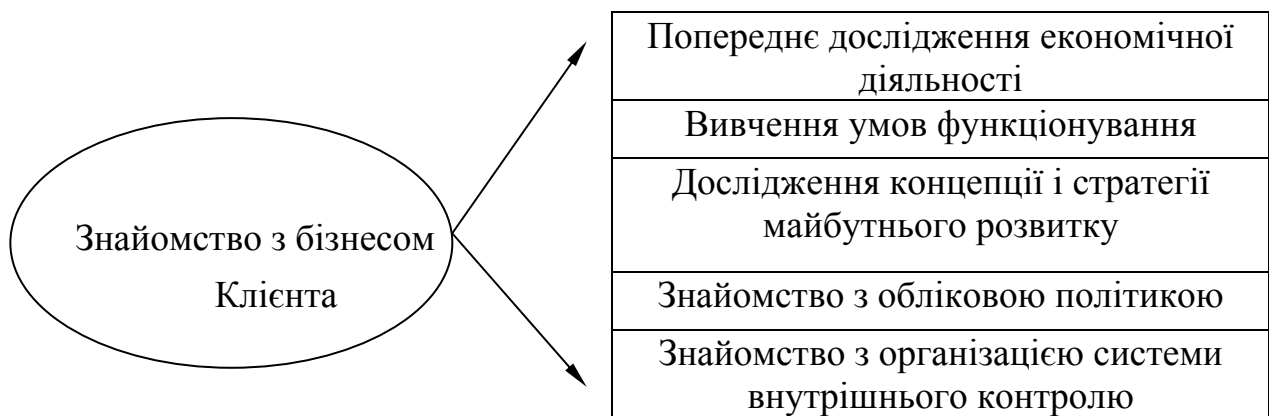 Знайомство з бізнесом
Клієнта
Попереднє дослідження економічної
діяльності
Вивчення умов функціонування
Дослідження концепції і стратегії
майбутнього розвитку
Знайомство з обліковою політикою
Знайомство з організацією системи
внутрішнього контролю